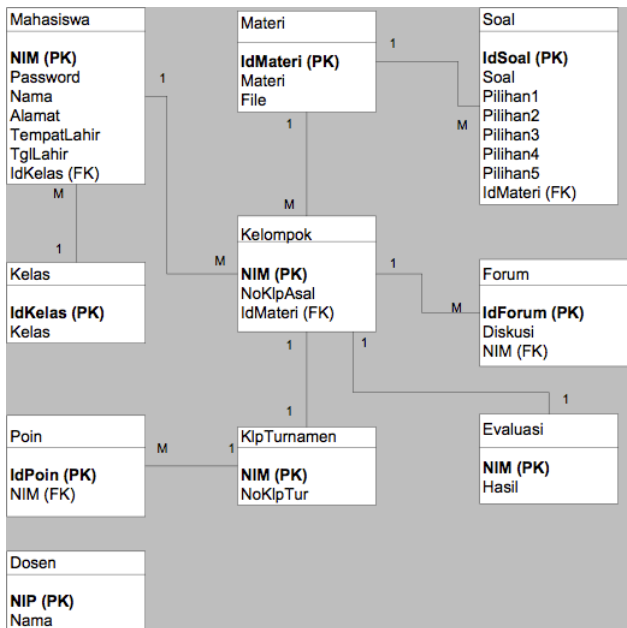 Mahasiswa
NIM (PK)
Password
Nama
Alamat
TempatLahir
TglLahir
IdKelas (FK)
Materi
IdMateri (PK)
Materi
File
Soal
IdSoal (PK)
Soal
Pilihan1
Pilihan2
Pilihan3
Pilihan4
Pilihan5
IdMateri (FK)
1
1
M
1
M
M
1
M
Kelas
IdKelas (PK)
Kelas
Kelompok
NIM (PK)
NoKlpAsal
IdMateri (FK)
1
M
Forum
IdForum (PK)
Diskusi
NIM (FK)
1
1
1
1
Poin
IdPoin (PK)
NIM (FK)
M
1
KlpTurnamen
NIM (PK)
NoKlpTur
Evaluasi
NIM (PK)
Hasil
Dosen
NIP (PK)
Nama